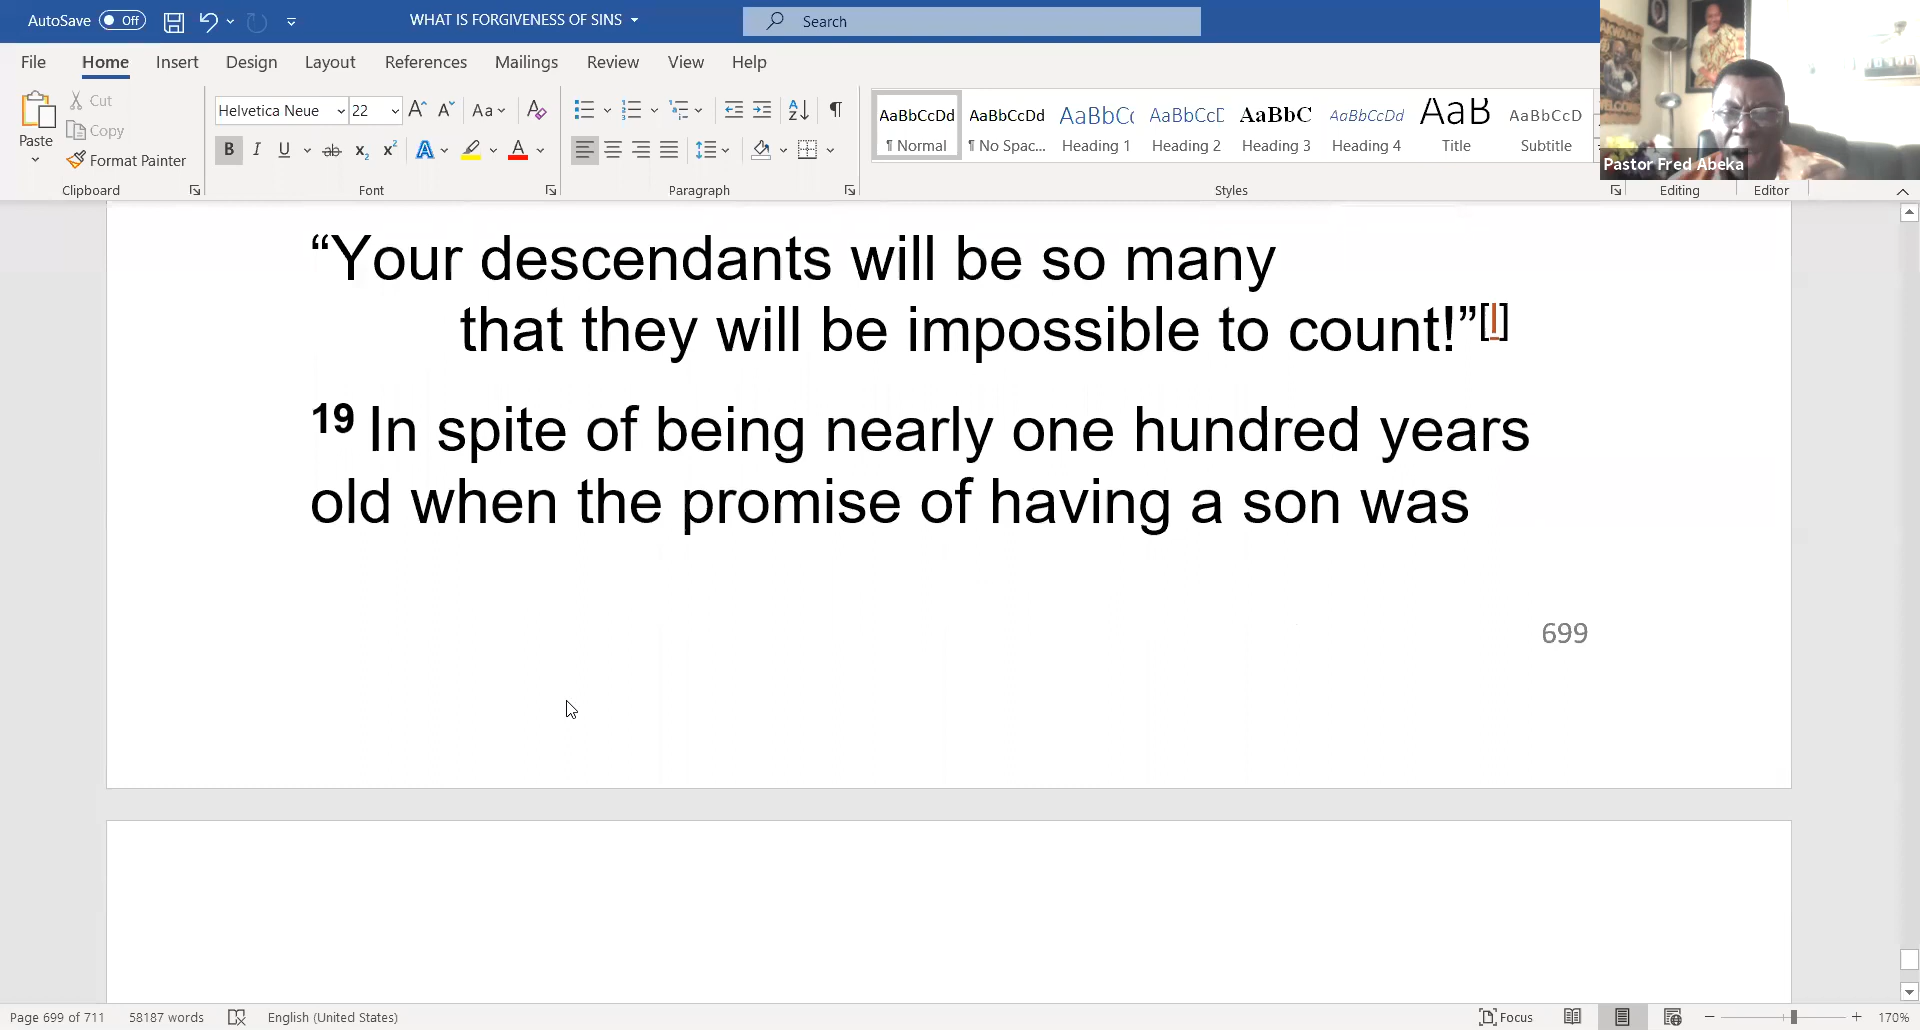 AutoSave Off WHAT IS FORGIVENESS OF SINS Search
File Home Insert Design Layout References Mailings Review View Help
Paste Cut Copy Format Painter
Helvetica Neue 22
AaBbCcDd AaBbCcDd AaBbCc AaBbCcD AaBbC AaBbCcDd AaB AaBbCcD
¶ Normal ¶ No Spac... Heading 1 Heading 2 Heading 3 Heading 4 Title Subtitle
Pastor Fred Abeka
Clipboard Font Paragraph Styles Editing Editor
“Your descendants will be so many
that they will be impossible to count!”[l]
19 In spite of being nearly one hundred years
old when the promise of having a son was
699
Page 699 of 711 58187 words English (United States) Focus 170%